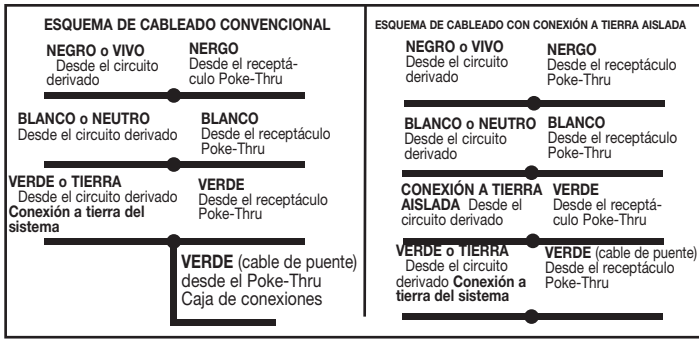 ESQUEMA DE CABLEADO CONVENCIONAL
NEGRO o VIVO
Desde el circuito
derivado
NERGO
Desde el receptá-
culo Poke-Thru
BLANCO o NEUTRO
Desde el circuito derivado
BLANCO
Desde el receptáculo
Poke-Thru
VERDE o TIERRA
Desde el circuito derivado
Conexión a tierra del
sistema
VERDE
Desde el receptáculo
Poke-Thru
VERDE (cable de puente)
desde el Poke-Thru
Caja de conexiones
ESQUEMA DE CABLEADO CON CONEXIÓN A TIERRA AISLADA
NEGRO o VIVO
Desde el circuito
derivado
NERGO
Desde el receptáculo
Poke-Thru
BLANCO o NEUTRO
Desde el circuito
derivado
BLANCO
Desde el receptáculo
Poke-Thru
CONEXIÓN A TIERRA
AISLADA Desde el
circuito derivado
VERDE
Desde el receptá-
culo Poke-Thru
VERDE o TIERRA
Desde el circuito
derivado Conexión a
tierra del sistema
VERDE (cable de puente)
Desde el receptáculo
Poke-Thru